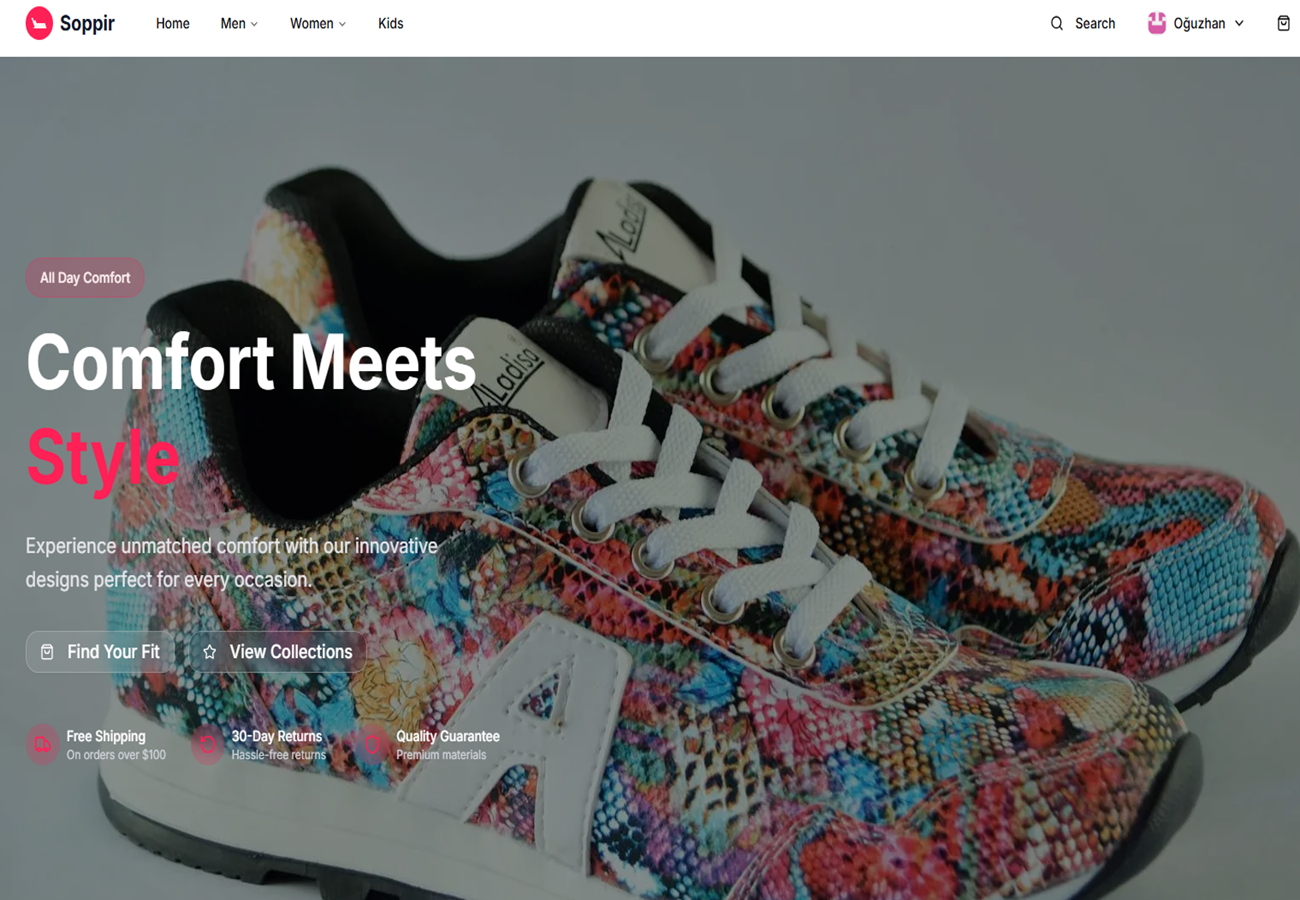 Soppir
Home Men Women Kids
Search Oğuzhan
ALadisa
ALadisa
All Day Comfort
Comfort Meets
Style
Experience unmatched comfort with our innovative
designs perfect for every occasion.
Find Your Fit View Collections
A
Free Shipping
On orders over $100
30-Day Returns
Hassle-free returns
Quality Guarantee
Premium materials